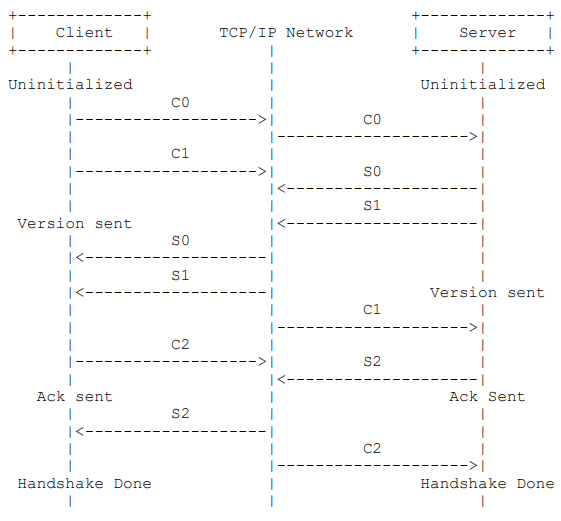 +-------------+ +-------------+
| Client | TCP/IP Network | Server |
+-------------+ | +-------------+
| | |
Uninitialized | Uninitialized
| C0 | |
|------------------->| C0 |
| |-------------------->|
| C1 | |
|------------------->| S0 |
| |<--------------------|
| | S1 |
Version sent |<--------------------|
| S0 | |
|<-------------------| |
| S1 | |
|<-------------------| Version sent
| | C1 |
| |-------------------->|
| C2 | |
|------------------->| S2 |
| |<--------------------|
Ack sent | Ack Sent
| S2 | |
|<-------------------| |
| | C2 |
| |-------------------->|
Handshake Done | Handshake Done
| | |